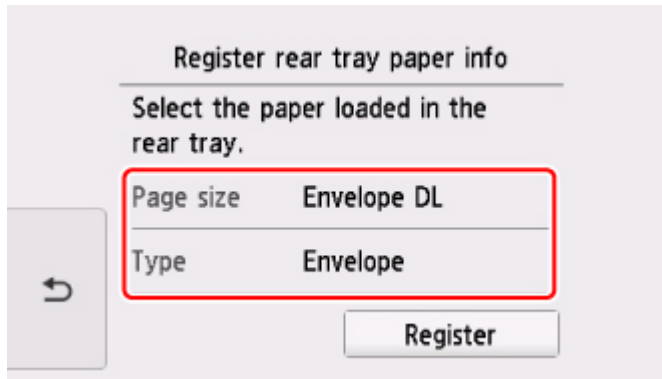 Register rear tray paper info
Select the paper loaded in the
rear tray.
Page size Envelope DL
Type Envelope
Register